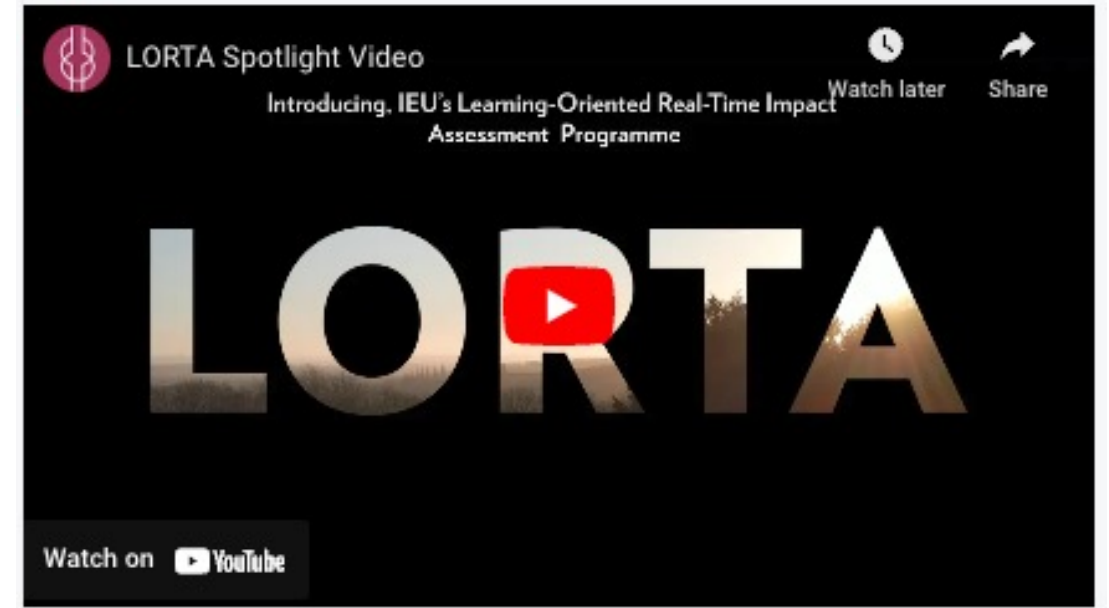 LORTA Spotlight Video
Watch later
Share
Introducing, IEU's Learning-Oriented Real-Time Impact
Assessment Programme
LORTA
Watch on YouTube